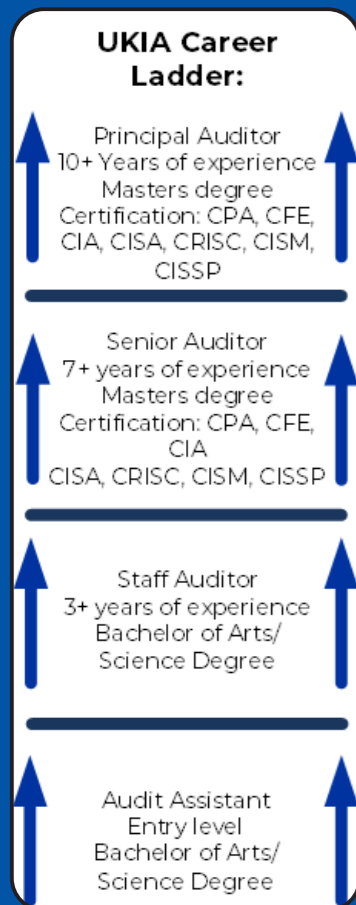 UKIA Career
Ladder:
Principal Auditor
10+ Years of experience
Masters degree
Certification: CPA, CFE,
CIA, CISA, CRISC, CISM,
CISSP
Senior Auditor
7+ years of experience
Masters degree
Certification: CPA, CFE,
CIA
CISA, CRISC, CISM, CISSP
Staff Auditor
3+ years of experience
Bachelor of Arts/
Science Degree
Audit Assistant
Entry level
Bachelor of Arts/
Science Degree